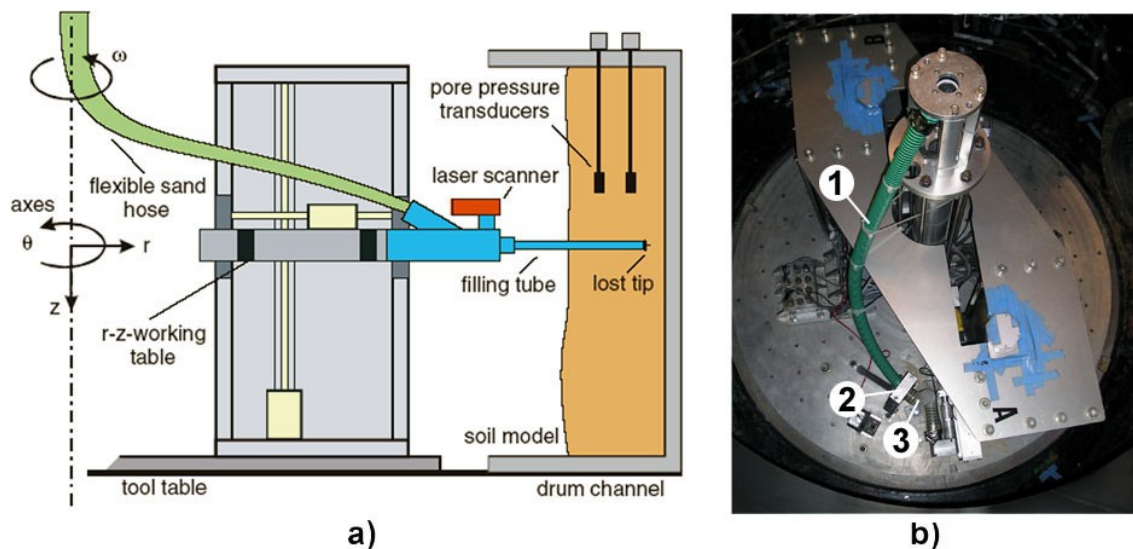 ω
flexible sand
hose
axes
θ
r
z
r-z-working
table
tool table
laser scanner
filling tube
pore pressure
transducers
lost tip
soil model
drum channel
a)
1
2
3
B
A
b)